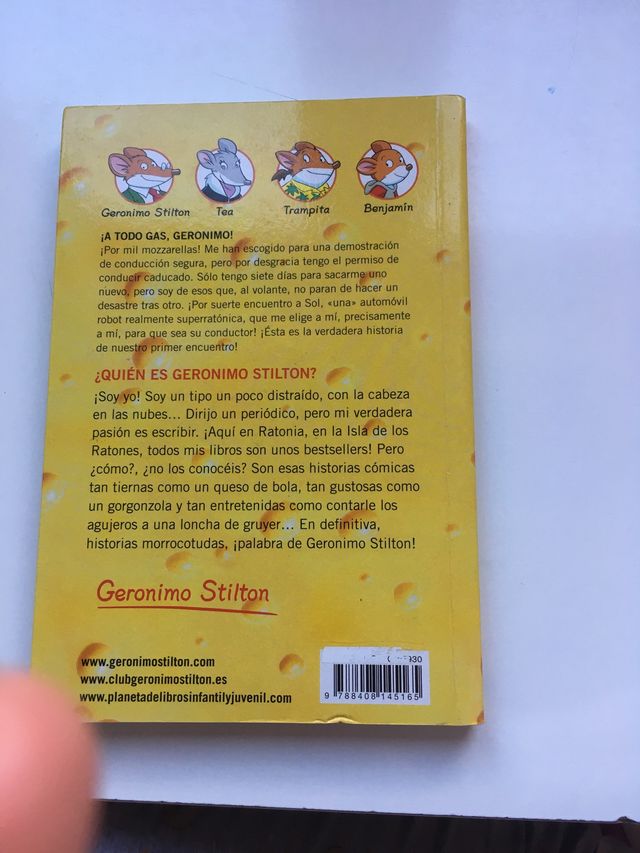 Geronimo Stilton Tea Trampita Benjamín
¡A TODO GAS, GERONIMO!
¡Por mil mozzarellas! Me han escogido para una demostración
de conducción segura, pero por desgracia tengo el permiso de
conducir caducado. Sólo tengo siete días para sacarme uno
nuevo, pero soy de esos que, al volante, no paran de hacer un
desastre tras otro. ¡Por suerte encuentro a Sol, «una» automóvil
robot realmente superratónica, que me elige a mí, precisamente
a mí, para que sea su conductor! ¡Ésta es la verdadera historia
de nuestro primer encuentro!
¿QUIÉN ES GERONIMO STILTON?
¡Soy yo! Soy un tipo un poco distraído, con la cabeza
en las nubes... Dirijo un periódico, pero mi verdadera
pasión es escribir. ¡Aquí en Ratonia, en la Isla de los
Ratones, todos mis libros son unos bestsellers! Pero
¿cómo?, ¿no los conocéis? Son esas historias cómicas
tan tiernas como un queso de bola, tan gustosas como
un gorgonzola y tan entretenidas como contarle los
agujeros a una loncha de gruyer... En definitiva,
historias morrocotudas, ¡palabra de Geronimo Stilton!
Geronimo Stilton
www.geronimostilton.com
www.clubgeronimostilton.es
www.planetadelibrosinfantilyjuvenil.com
9 788408 145165